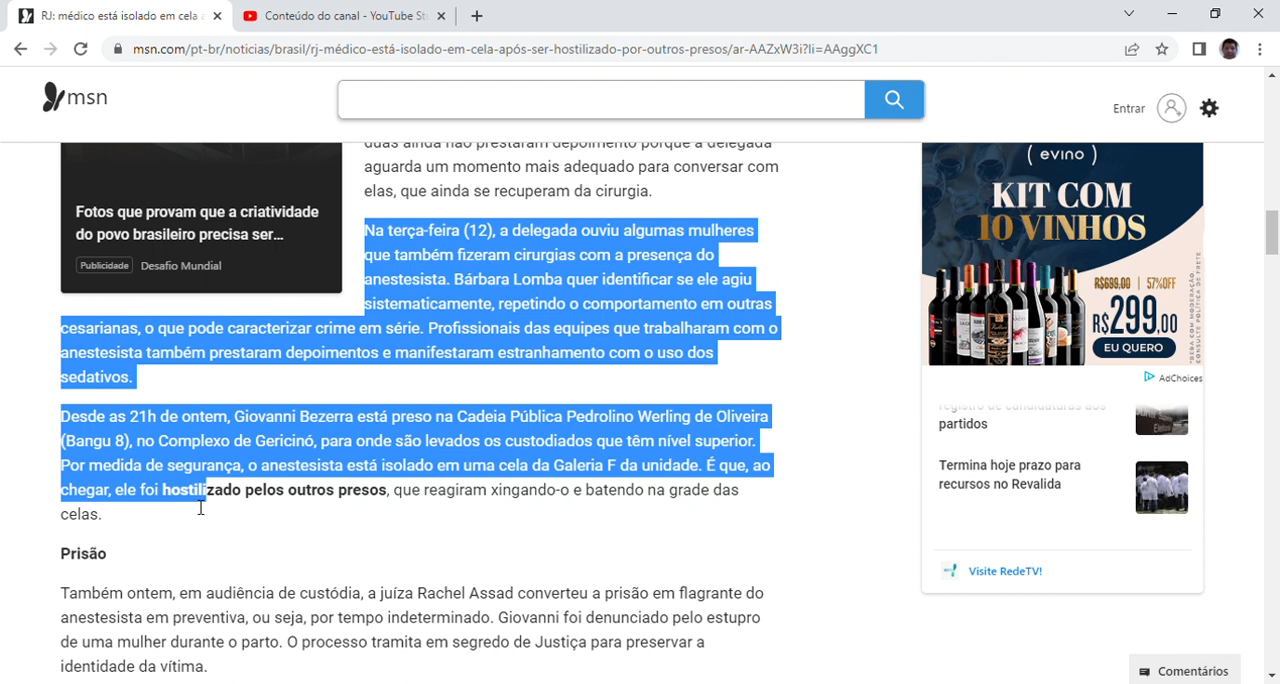 RJ: médico está isolado em cela a
Conteúdo do canal - YouTube St
msn.com/pt-br/noticias/brasil/rj-médico-está-isolado-em-cela-após-ser-hostilizado-por-outros-presos/ar-AAZxW3i?li=AAggXC1
msn
Entrar
Fotos que provam que a criatividade
do povo brasileiro precisa ser...
Publicidade
Desafio Mundial
duas ainda não prestaram depoimento porque a delegada
aguarda um momento mais adequado para conversar com
elas, que ainda se recuperam da cirurgia.
Na terça-feira (12), a delegada ouviu algumas mulheres
que também fizeram cirurgias com a presença do
anestesista. Bárbara Lomba quer identificar se ele agiu
sistematicamente, repetindo o comportamento em outras
cesarianas, o que pode caracterizar crime em série. Profissionais das equipes que trabalharam com o
anestesista também prestaram depoimentos e manifestaram estranhamento com o uso dos
sedativos.
Desde as 21h de ontem, Giovanni Bezerra está preso na Cadeia Pública Pedrolino Werling de Oliveira
(Bangu 8), no Complexo de Gericinó, para onde são levados os custodiados que têm nível superior.
Por medida de segurança, o anestesista está isolado em uma cela da Galeria F da unidade. É que, ao
chegar, ele foi hostilizado pelos outros presos, que reagiram xingando-o e batendo na grade das
celas.
Prisão
Também ontem, em audiência de custódia, a juíza Rachel Assad converteu a prisão em flagrante do
anestesista em preventiva, ou seja, por tempo indeterminado. Giovanni foi denunciado pelo estupro
de uma mulher durante o parto. O processo tramita em segredo de Justiça para preservar a
identidade da vítima.
( evino )
KIT COM
10 VINHOS
R$699,00 | 57%OFF
R$299,00
EU QUERO
*BEBA COM MODERAÇÃO.
CONSULTE POLÍTICA DE FRETE.
AdChoices
registro de candidaturas aos
partidos
Termina hoje prazo para
recursos no Revalida
Visite RedeTV!
Comentários